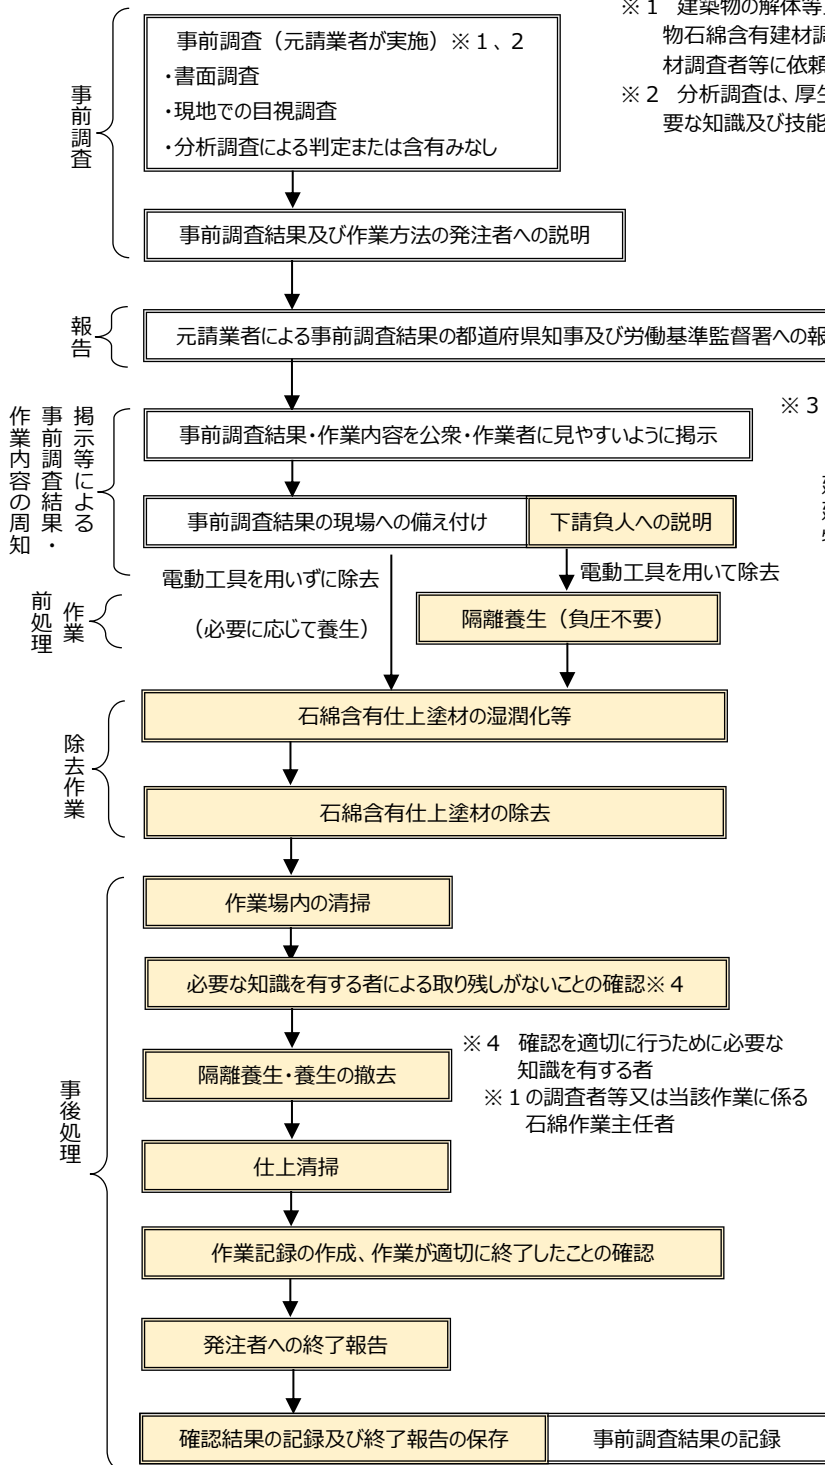 ※１　建築物の解体等
物石綿含有建材調
材調査者等に依頼
※２　分析調査は、厚生
要な知識及び技能
事前調査
事前調査（元請業者が実施）※１、２
・書面調査
・現地での目視調査
・分析調査による判定または含有みなし
事前調査結果及び作業方法の発注者への説明
報告
元請業者による事前調査結果の都道府県知事及び労働基準監督署への報
掲示等による
事前調査結果・
作業内容の周知
※３
事前調査結果・作業内容を公衆・作業者に見やすいように掲示
事前調査結果の現場への備え付け
下請負人への説明
電動工具を用いずに除去
（必要に応じて養生）
電動工具を用いて除去
作業
前処理
隔離養生（負圧不要）
除去作業
石綿含有仕上塗材の湿潤化等
石綿含有仕上塗材の除去
事後処理
作業場内の清掃
必要な知識を有する者による取り残しがないことの確認※４
隔離養生・養生の撤去
※４　確認を適切に行うために必要な
知識を有する者
※１の調査者等又は当該作業に係る
石綿作業主任者
仕上清掃
作業記録の作成、作業が適切に終了したことの確認
発注者への終了報告
確認結果の記録及び終了報告の保存
事前調査結果の記録